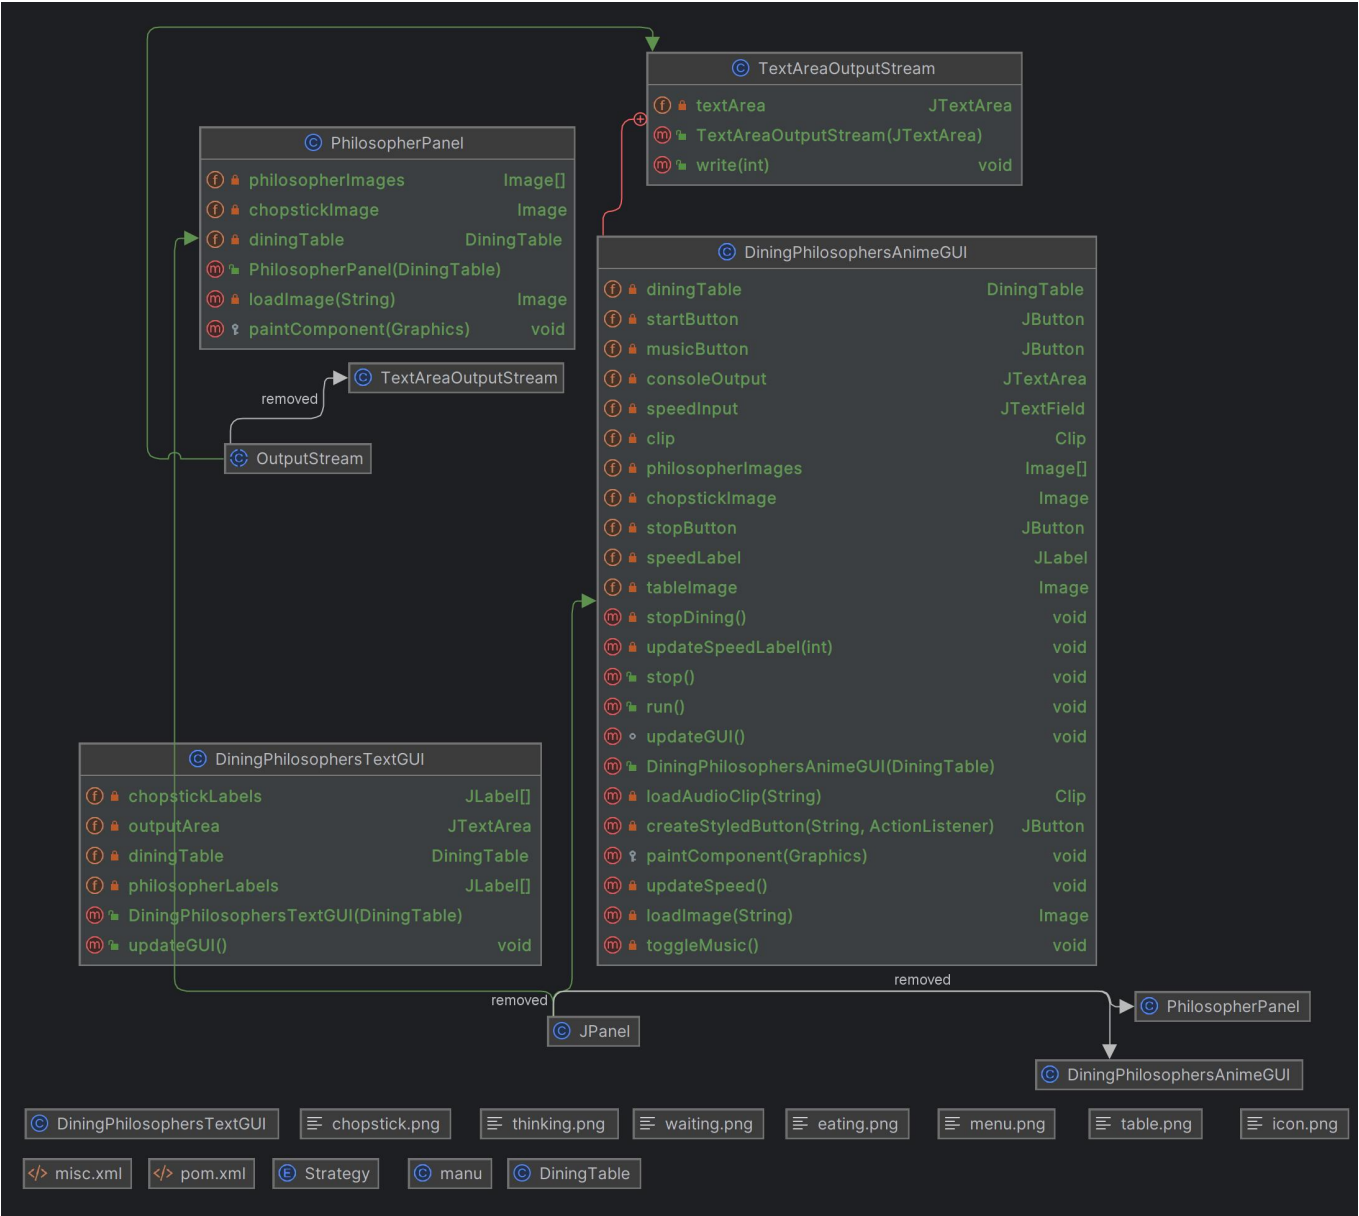 TextAreaOutputStream
textArea JTextArea
TextAreaOutputStream(JTextArea)
write(int) void
PhilosopherPanel
philosopherImages Image[]
chopstickImage Image
diningTable DiningTable
PhilosopherPanel(DiningTable)
loadImage(String) Image
paintComponent(Graphics) void
TextAreaOutputStream
removed
OutputStream
DiningPhilosophersAnimeGUI
diningTable DiningTable
startButton JButton
musicButton JButton
consoleOutput JTextArea
speedInput JTextField
clip Clip
philosopherImages Image[]
chopstickImage Image
stopButton JButton
speedLabel JLabel
tableImage Image
stopDining() void
updateSpeedLabel(int) void
stop() void
run() void
updateGUI() void
DiningPhilosophersAnimeGUI(DiningTable)
loadAudioClip(String) Clip
createStyledButton(String, ActionListener) JButton
paintComponent(Graphics) void
updateSpeed() void
loadImage(String) Image
toggleMusic() void
DiningPhilosophersTextGUI
chopstickLabels JLabel[]
outputArea JTextArea
diningTable DiningTable
philosopherLabels JLabel[]
DiningPhilosophersTextGUI(DiningTable)
updateGUI() void
removed
removed
JPanel
PhilosopherPanel
DiningPhilosophersAnimeGUI
DiningPhilosophersTextGUI chopstick.png thinking.png waiting.png eating.png menu.png table.png icon.png
misc.xml pom.xml Strategy manu DiningTable